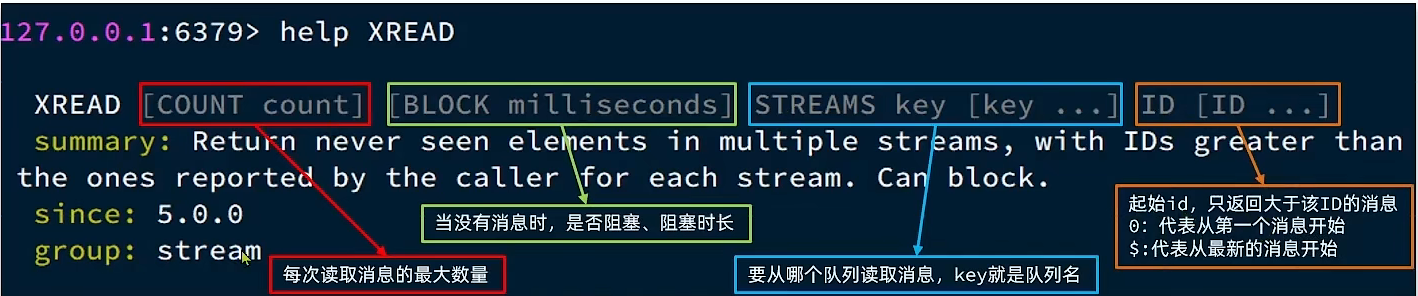 127.0.0.1:6379> help XREAD
XREAD [COUNT count] [BLOCK milliseconds] STREAMS key [key ...] ID [ID ...]
summary: Return never seen elements in multiple streams, with IDs greater than
the ones reported by the caller for each stream. Can block.
since: 5.0.0
group: stream
每次读取消息的最大数量
当没有消息时，是否阻塞、阻塞时长
要从哪个队列读取消息，key就是队列名
起始id，只返回大于该ID的消息
0：代表从第一个消息开始
$:代表从最新的消息开始